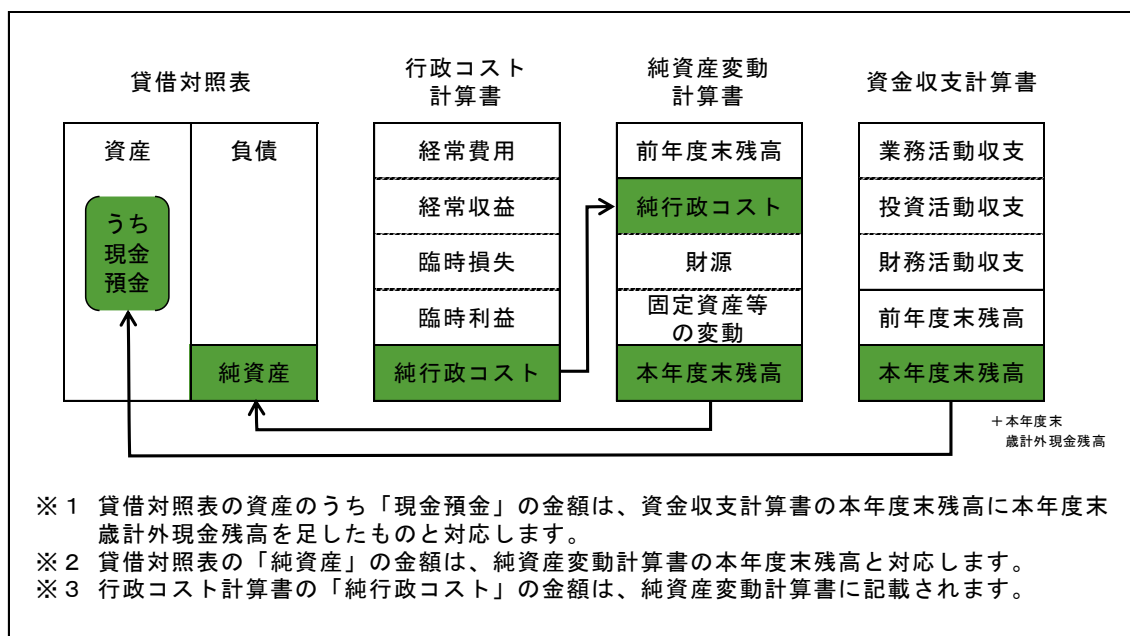 貸借対照表
資産
負債
うち
現金
預金
純資産
行政コスト
計算書
経常費用
経常収益
臨時損失
臨時利益
純行政コスト
純資産変動
計算書
前年度末残高
純行政コスト
財源
固定資産等
の変動
本年度末残高
資金収支計算書
業務活動収支
投資活動収支
財務活動収支
前年度末残高
本年度末残高
＋本年度末
歳計外現金残高
※１ 貸借対照表の資産のうち「現金預金」の金額は、資金収支計算書の本年度末残高に本年度末
歳計外現金残高を足したものと対応します。
※２ 貸借対照表の「純資産」の金額は、純資産変動計算書の本年度末残高と対応します。
※３ 行政コスト計算書の「純行政コスト」の金額は、純資産変動計算書に記載されます。